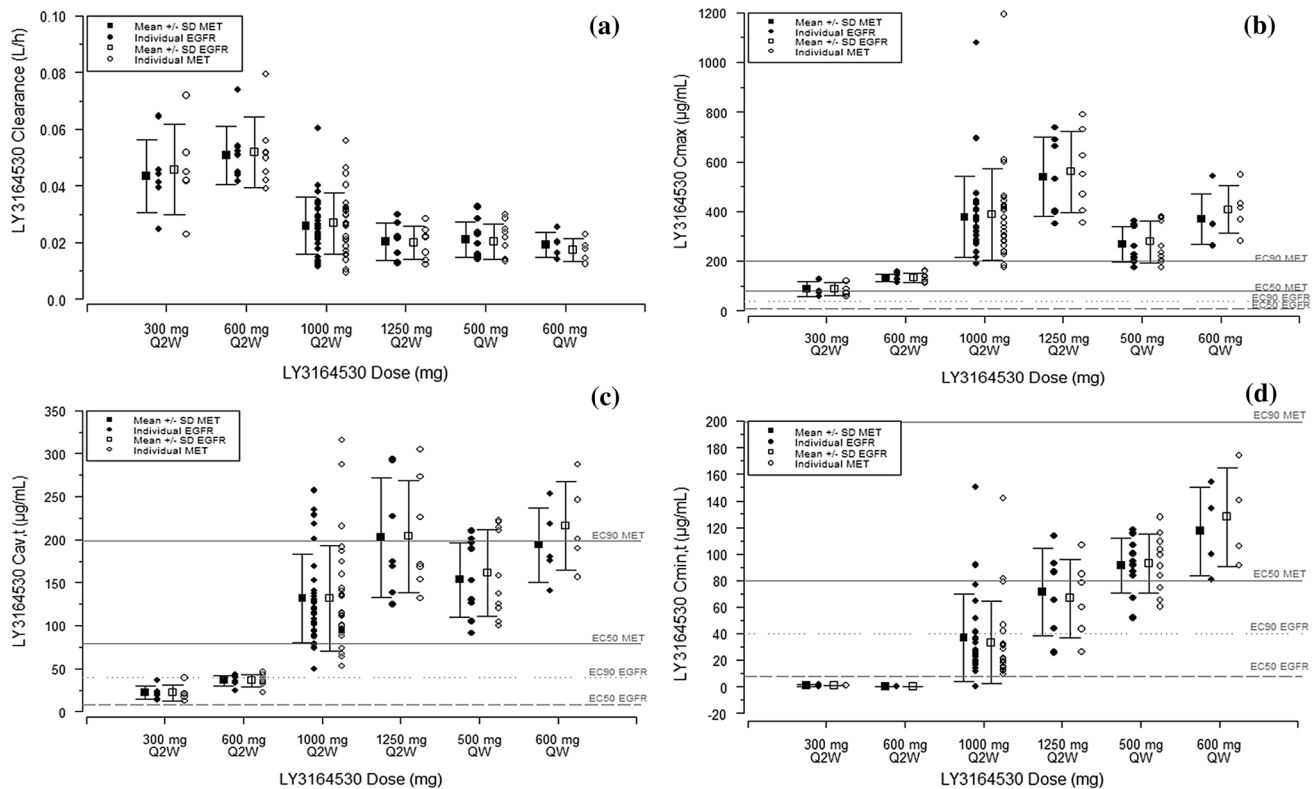 (a)
Mean +/- SD MET
Individual EGFR
Mean +/- SD EGFR
Individual MET
LY3164530 Clearance (L/h)
0.10
0.08
0.06
0.04
0.02
0.0
300 mg Q2W
600 mg Q2W
1000 mg Q2W
1250 mg Q2W
500 mg QW
600 mg QW
LY3164530 Dose (mg)
(b)
Mean +/- SD MET
Individual EGFR
Mean +/- SD EGFR
Individual MET
LY3164530 Cmax (µg/mL)
1200
1000
800
600
400
200
0
EC90 MET
EC50 MET
EC90 EGFR
EC50 EGFR
300 mg Q2W
600 mg Q2W
1000 mg Q2W
1250 mg Q2W
500 mg QW
600 mg QW
LY3164530 Dose (mg)
(c)
Mean +/- SD MET
Individual EGFR
Mean +/- SD EGFR
Individual MET
LY3164530 Cav,t (µg/mL)
350
300
250
200
150
100
50
0
EC90 MET
EC50 MET
EC90 EGFR
EC50 EGFR
300 mg Q2W
600 mg Q2W
1000 mg Q2W
1250 mg Q2W
500 mg QW
600 mg QW
LY3164530 Dose (mg)
(d)
Mean +/- SD MET
Individual EGFR
Mean +/- SD EGFR
Individual MET
LY3164530 Cmin,t (µg/mL)
200
180
160
140
120
100
80
60
40
20
0
-20
EC90 MET
EC50 MET
EC90 EGFR
EC50 EGFR
300 mg Q2W
600 mg Q2W
1000 mg Q2W
1250 mg Q2W
500 mg QW
600 mg QW
LY3164530 Dose (mg)